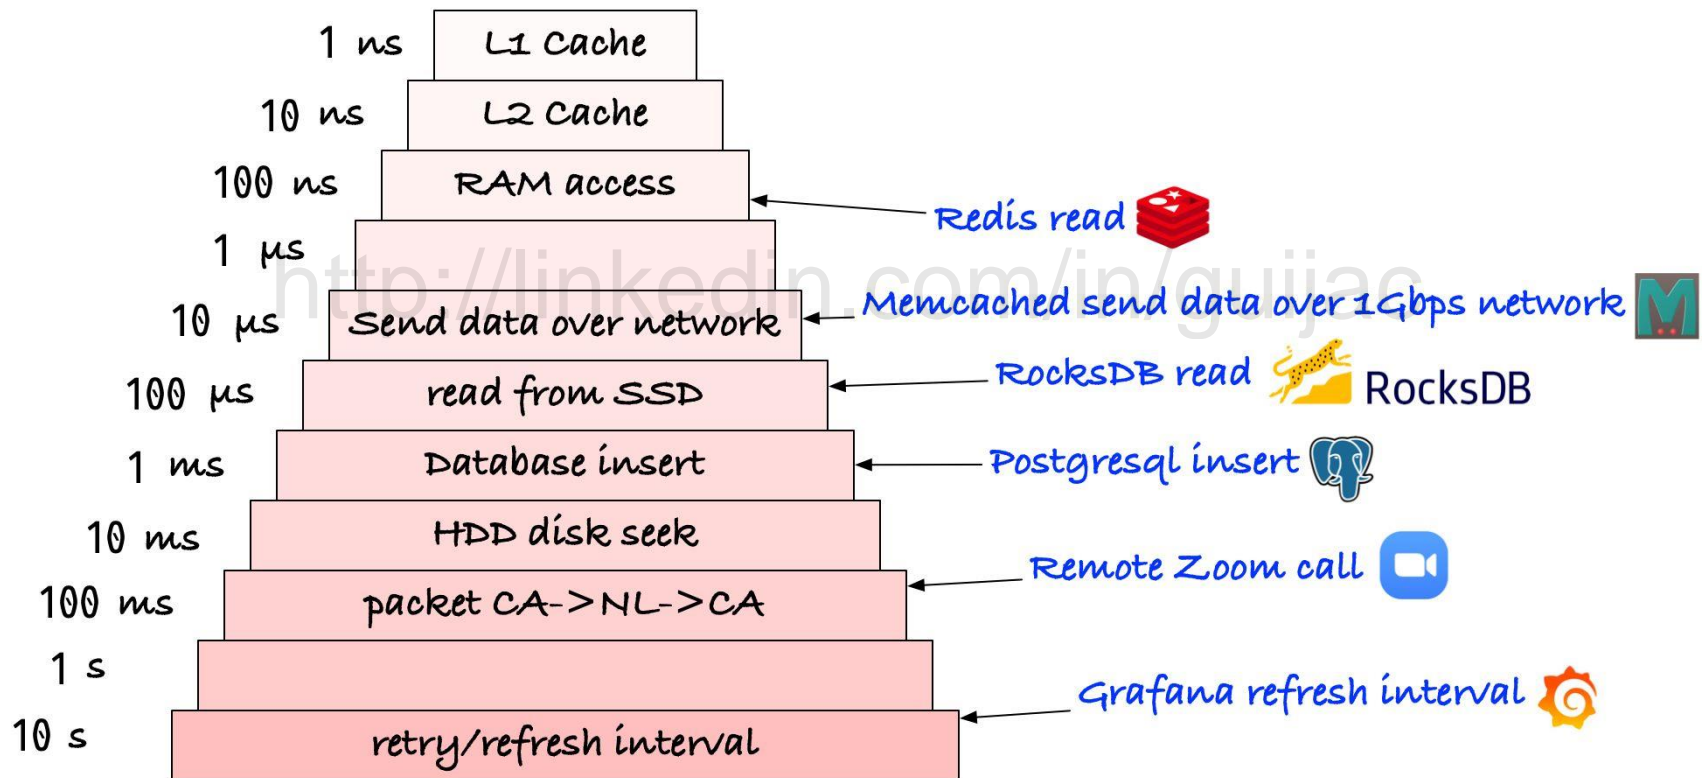 1 ns L1 Cache
10 ns L2 Cache
100 ns RAM access
Redis read
1 µs
http://linkedin.com/in/guijac
10 µs Send data over network
Memcached send data over 1Gbps network
M
100 µs read from SSD
RocksDB read RocksDB
1 ms Database insert
Postgresql insert
10 ms HDD disk seek
Remote Zoom call
100 ms packet CA->NL->CA
1 s
Grafana refresh interval
10 s retry/refresh interval